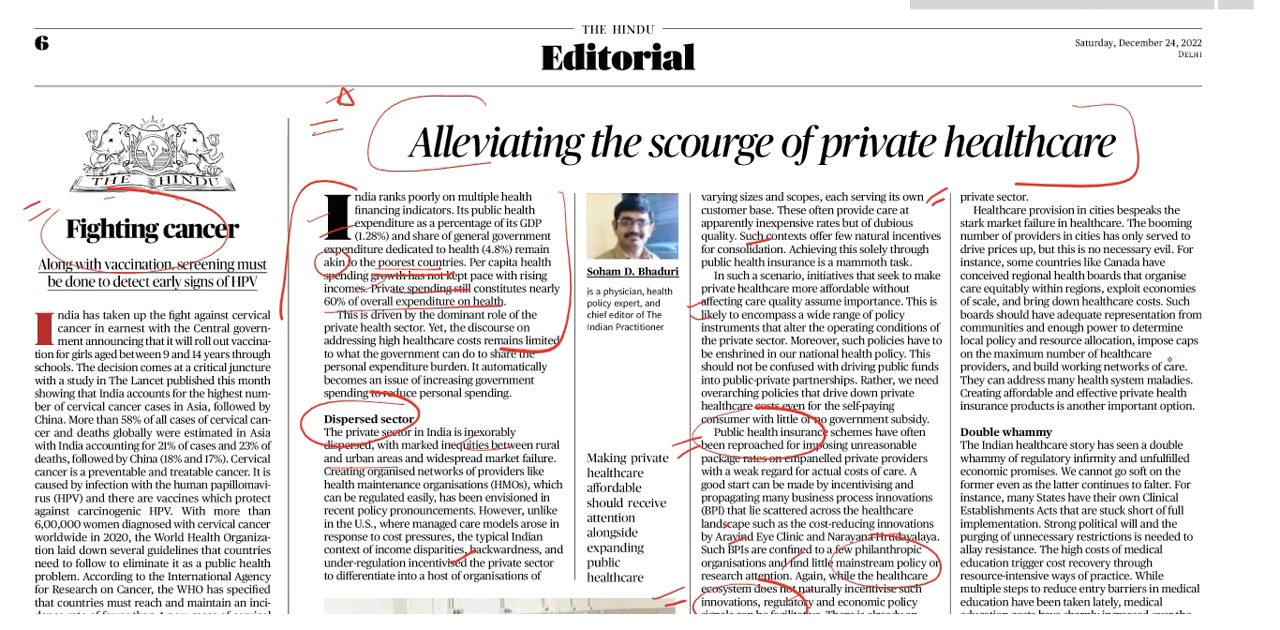 6
THE HINDU
Editorial
Saturday, December 24, 2022
DELHI
THE HINDU
Fighting cancer
Along with vaccination, screening must
be done to detect early signs of HPV
India has taken up the fight against cervical
cancer in earnest with the Central govern-
ment announcing that it will roll out vaccina-
tion for girls aged between 9 and 14 years through
schools. The decision comes at a critical juncture
with a study in The Lancet published this month
showing that India accounts for the highest num-
ber of cervical cancer cases in Asia, followed by
China. More than 58% of all cases of cervical can-
cer and deaths globally were estimated in Asia
with India accounting for 21% of cases and 23% of
deaths, followed by China (18% and 17%). Cervical
cancer is a preventable and treatable cancer. It is
caused by infection with the human papillomavi-
rus (HPV) and there are vaccines which protect
against carcinogenic HPV. With more than
6,00,000 women diagnosed with cervical cancer
worldwide in 2020, the World Health Organiza-
tion laid down several guidelines that countries
need to follow to eliminate it as a public health
problem. According to the International Agency
for Research on Cancer, the WHO has specified
that countries must reach and maintain an inci-
Alleviating the scourge of private healthcare
India ranks poorly on multiple health
financing indicators. Its public health
expenditure as a percentage of its GDP
(1.28%) and share of general government
expenditure dedicated to health (4.8%) remain
akin to the poorest countries. Per capita health
spending growth has not kept pace with rising
incomes. Private spending still constitutes nearly
60% of overall expenditure on health.
This is driven by the dominant role of the
private health sector. Yet, the discourse on
addressing high healthcare costs remains limited
to what the government can do to share the
personal expenditure burden. It automatically
becomes an issue of increasing government
spending to reduce personal spending.
Dispersed sector
The private sector in India is inexorably
dispersed, with marked inequities between rural
and urban areas and widespread market failure.
Creating organised networks of providers like
health maintenance organisations (HMOs), which
can be regulated easily, has been envisioned in
recent policy pronouncements. However, unlike
in the U.S., where managed care models arose in
response to cost pressures, the typical Indian
context of income disparities, backwardness, and
under-regulation incentivised the private sector
to differentiate into a host of organisations of
Soham D. Bhaduri
is a physician, health
policy expert, and
chief editor of The
Indian Practitioner
Making private
healthcare
affordable
should receive
attention
alongside
expanding
public
healthcare
varying sizes and scopes, each serving its own
customer base. These often provide care at
apparently inexpensive rates but of dubious
quality. Such contexts offer few natural incentives
for consolidation. Achieving this solely through
public health insurance is a mammoth task.
In such a scenario, initiatives that seek to make
private healthcare more affordable without
affecting care quality assume importance. This is
likely to encompass a wide range of policy
instruments that alter the operating conditions of
the private sector. Moreover, such policies have to
be enshrined in our national health policy. This
should not be confused with driving public funds
into public-private partnerships. Rather, we need
overarching policies that drive down private
healthcare costs even for the self-paying
consumer with little or no government subsidy.
Public health insurance schemes have often
been reproached for imposing unreasonable
package rates on empanelled private providers
with a weak regard for actual costs of care. A
good start can be made by incentivising and
propagating many business process innovations
(BPI) that lie scattered across the healthcare
landscape such as the cost-reducing innovations
by Aravind Eye Clinic and Narayana Hrudayalaya.
Such BPIs are confined to a few philanthropic
organisations and find little mainstream policy or
research attention. Again, while the healthcare
ecosystem does not naturally incentivise such
innovations, regulatory and economic policy
private sector.
Healthcare provision in cities bespeaks the
stark market failure in healthcare. The booming
number of providers in cities has only served to
drive prices up, but this is no necessary evil. For
instance, some countries like Canada have
conceived regional health boards that organise
care equitably within regions, exploit economies
of scale, and bring down healthcare costs. Such
boards should have adequate representation from
communities and enough power to determine
local policy and resource allocation, impose caps
on the maximum number of healthcare
providers, and build working networks of care.
They can address many health system maladies.
Creating affordable and effective private health
insurance products is another important option.
Double whammy
The Indian healthcare story has seen a double
whammy of regulatory infirmity and unfulfilled
economic promises. We cannot go soft on the
former even as the latter continues to falter. For
instance, many States have their own Clinical
Establishments Acts that are stuck short of full
implementation. Strong political will and the
purging of unnecessary restrictions is needed to
allay resistance. The high costs of medical
education trigger cost recovery through
resource-intensive ways of practice. While
multiple steps to reduce entry barriers in medical
education have been taken lately, medical